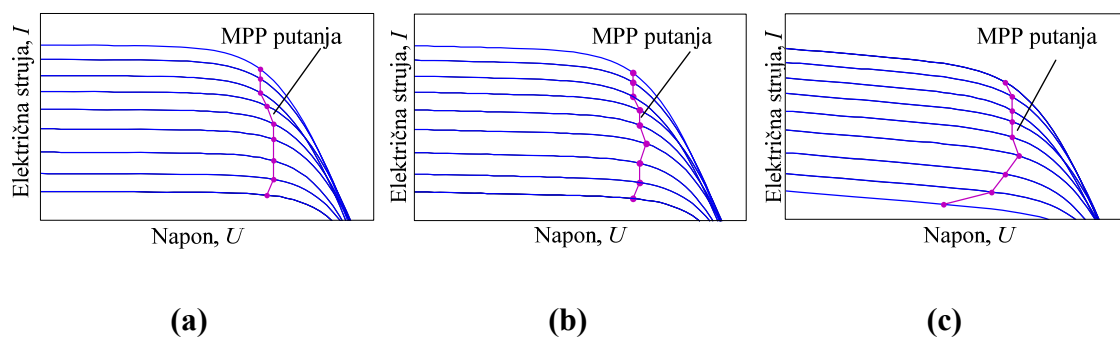 Električna struja, I
MPP putanja
Napon, U
(a)
Električna struja, I
MPP putanja
Napon, U
(b)
Električna struja, I
MPP putanja
Napon, U
(c)